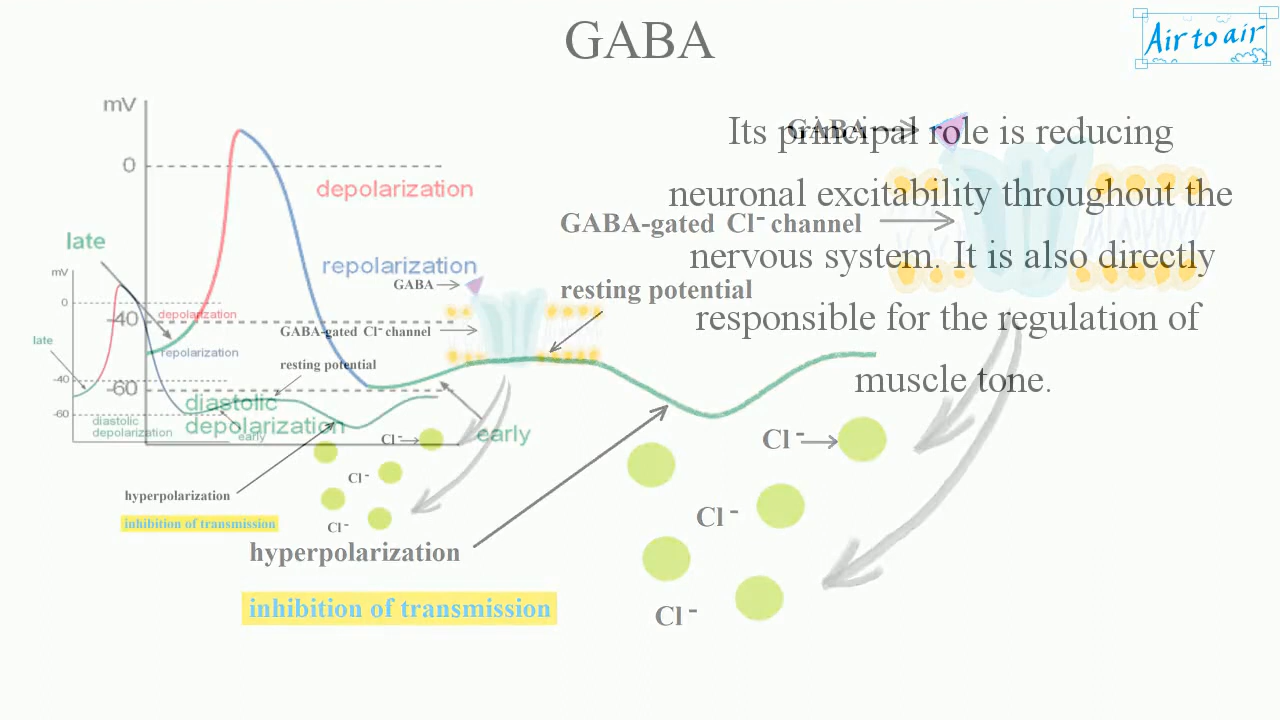 GABA
Air to air
mV
0
depolarization
late
repolarization
-40
-60
diastolic
depolarization
early
GABA
GABA-gated Cl⁻ channel
resting potential
Cl⁻
Cl⁻
Cl⁻
hyperpolarization
inhibition of transmission
Its principal role is reducing
neuronal excitability throughout the
nervous system. It is also directly
responsible for the regulation of
muscle tone.
mV
0
depolarization
late
repolarization
-40
-60
diastolic
depolarization
early
GABA
GABA-gated Cl⁻ channel
resting potential
Cl⁻
Cl⁻
Cl⁻
hyperpolarization
inhibition of transmission